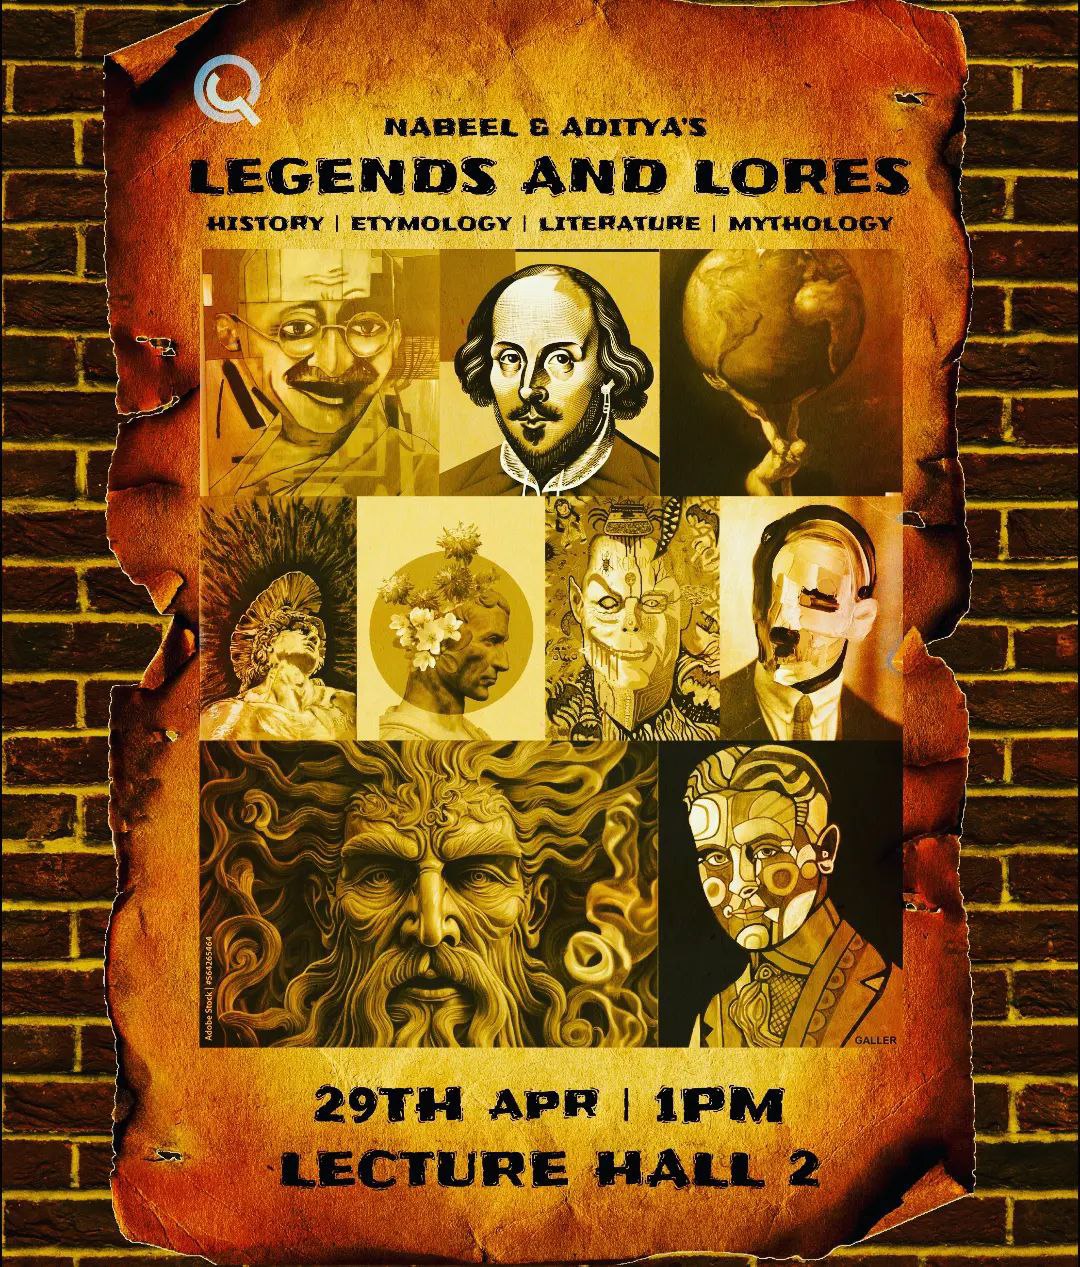 NABEEL & ADITYA'S
LEGENDS AND LORES
HISTORY | ETYMOLOGY | LITERATURE | MYTHOLOGY
Adobe Stock | #564265464
GALLER
29TH APR | 1PM
LECTURE HALL 2